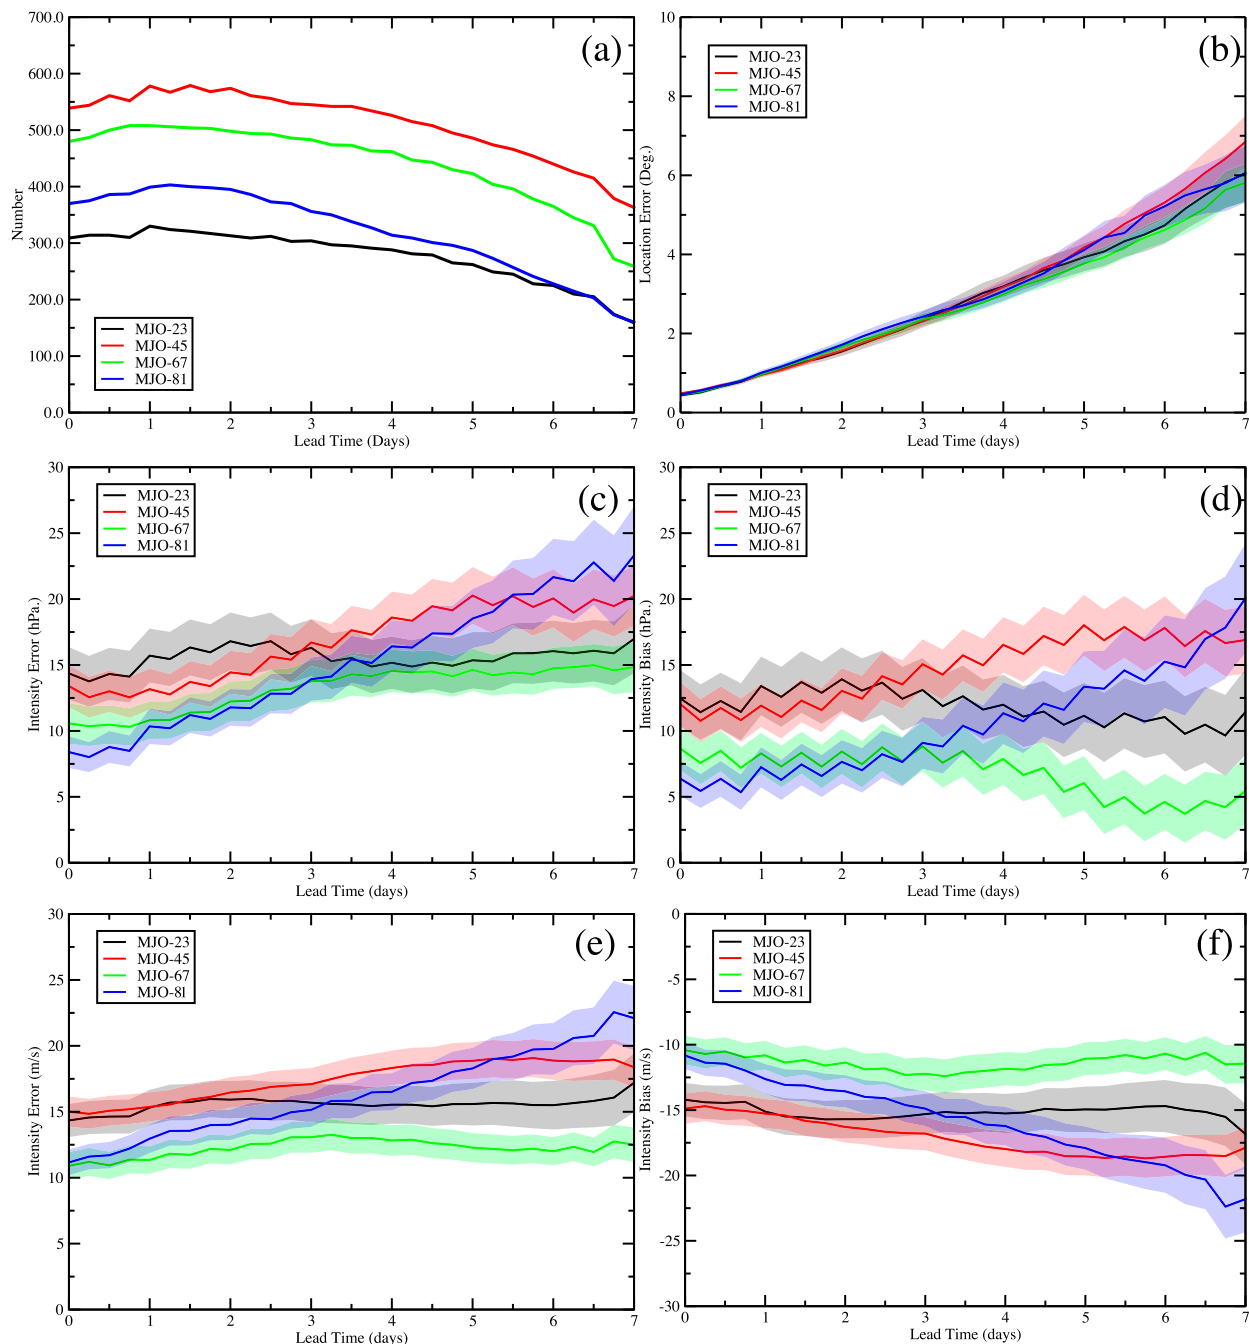 (a)
700.0
600.0
500.0
400.0
300.0
200.0
100.0
0.0
Number
MJO-23
MJO-45
MJO-67
MJO-81
0 1 2 3 4 5 6 7
Lead Time (Days)
(b)
10
8
6
4
2
0
Location Error (Deg.)
MJO-23
MJO-45
MJO-67
MJO-81
0 1 2 3 4 5 6 7
Lead Time (days)
(c)
30
25
20
15
10
5
0
Intensity Error (hPa.)
MJO-23
MJO-45
MJO-67
MJO-81
0 1 2 3 4 5 6 7
Lead Time (days)
(d)
30
25
20
15
10
5
0
Intensity Bias (hPa.)
MJO-23
MJO-45
MJO-67
MJO-81
0 1 2 3 4 5 6 7
Lead Time (days)
(e)
30
25
20
15
10
5
0
Intensity Error (m/s)
MJO-23
MJO-45
MJO-67
MJO-81
0 1 2 3 4 5 6 7
Lead Time (days)
(f)
0
-5
-10
-15
-20
-25
-30
Intensity Bias (m/s)
MJO-23
MJO-45
MJO-67
MJO-81
0 1 2 3 4 5 6 7
Lead Time (days)